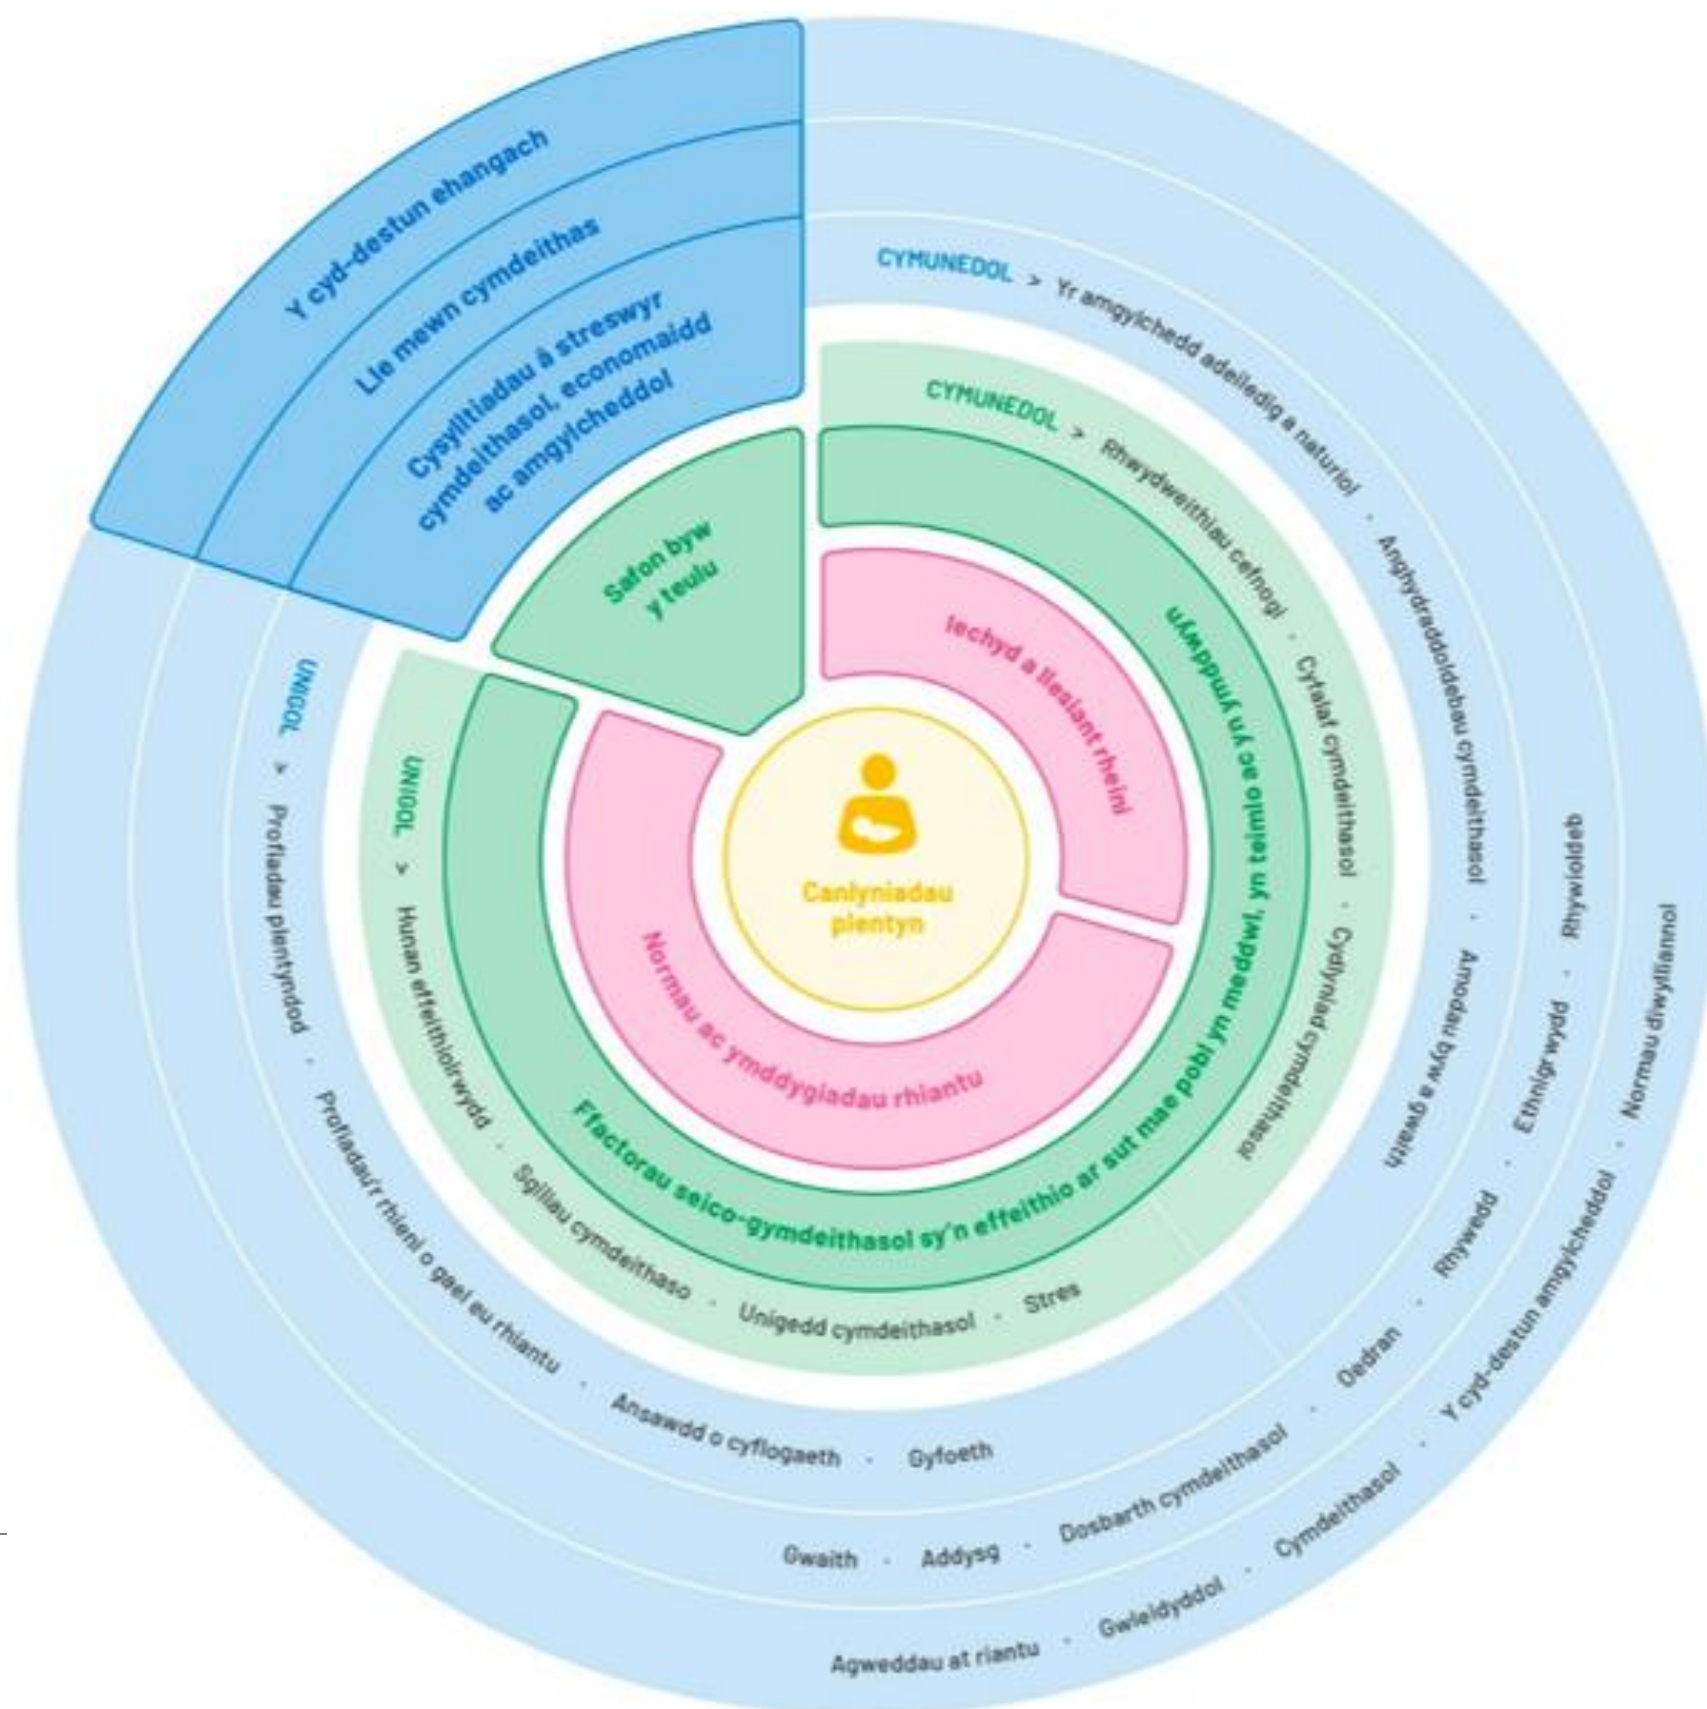 Y cyd-destun ehangach
Lle mewn cymdeithas
Cysylltiadau â streswyr
cymdeithasol, economaidd
ac amgylcheddol
Safon byw
y teulu
CYMUNEDOL > Yr amgylchedd adeiledig a naturiol · Anghydraddoldebau cymdeithasol · Amodau byw a gwaith
CYMUNEDOL > Rhwydweithiau cefnogi · Cyfalaf cymdeithasol · Cydlyniad cymdeithasol
Iechyd a llesiant rheini
Canlyniadau
plentyn
Normau ac ymddygiadau rhiantu
Ffactorau seico-gymdeithasol sy'n effeithio ar sut mae pobl yn meddwl, yn teimlo ac yn ymddwyn
UNIGOL > Hunan effeithiolrwydd · Sgiliau cymdeithaso · Unigedd cymdeithasol · Stres
UNIGOL > Profiadau plentyndod · Profiadau'r rhieni o gael eu rhiantu · Ansawdd o cyflogaeth · Gyfoeth
Gwaith · Addysg · Dosbarth cymdeithasol · Oedran · Rhywedd · Ethnigrwydd · Rhywioldeb
Agweddau at riantu · Gwleidyddol · Cymdeithasol · Y cyd-destun amgylcheddol · Normau diwylliannol